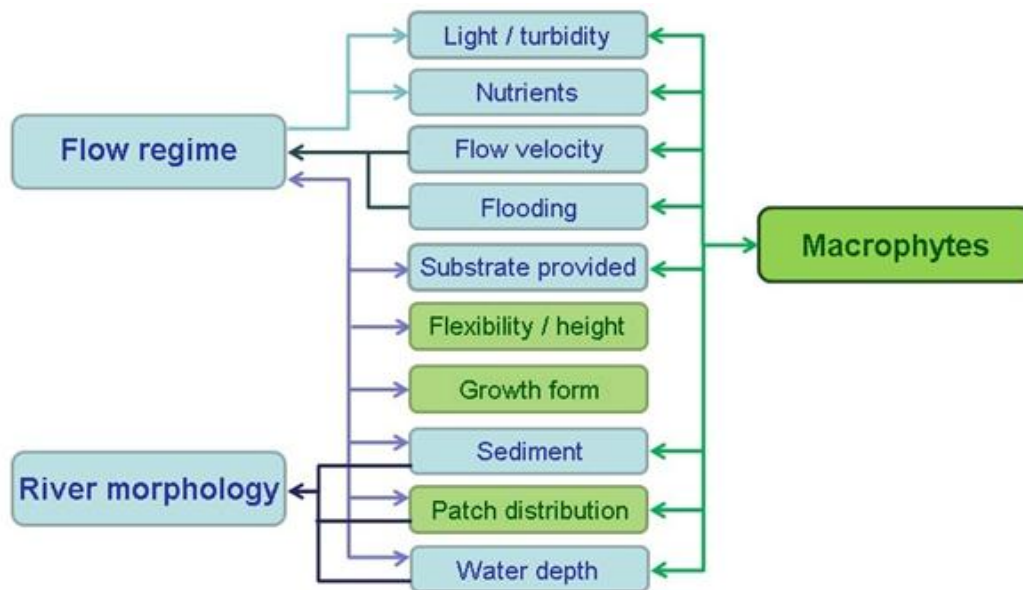 Light / turbidity
Nutrients
Flow regime
Flow velocity
Flooding
Macrophytes
Substrate provided
Flexibility / height
Growth form
Sediment
River morphology
Patch distribution
Water depth